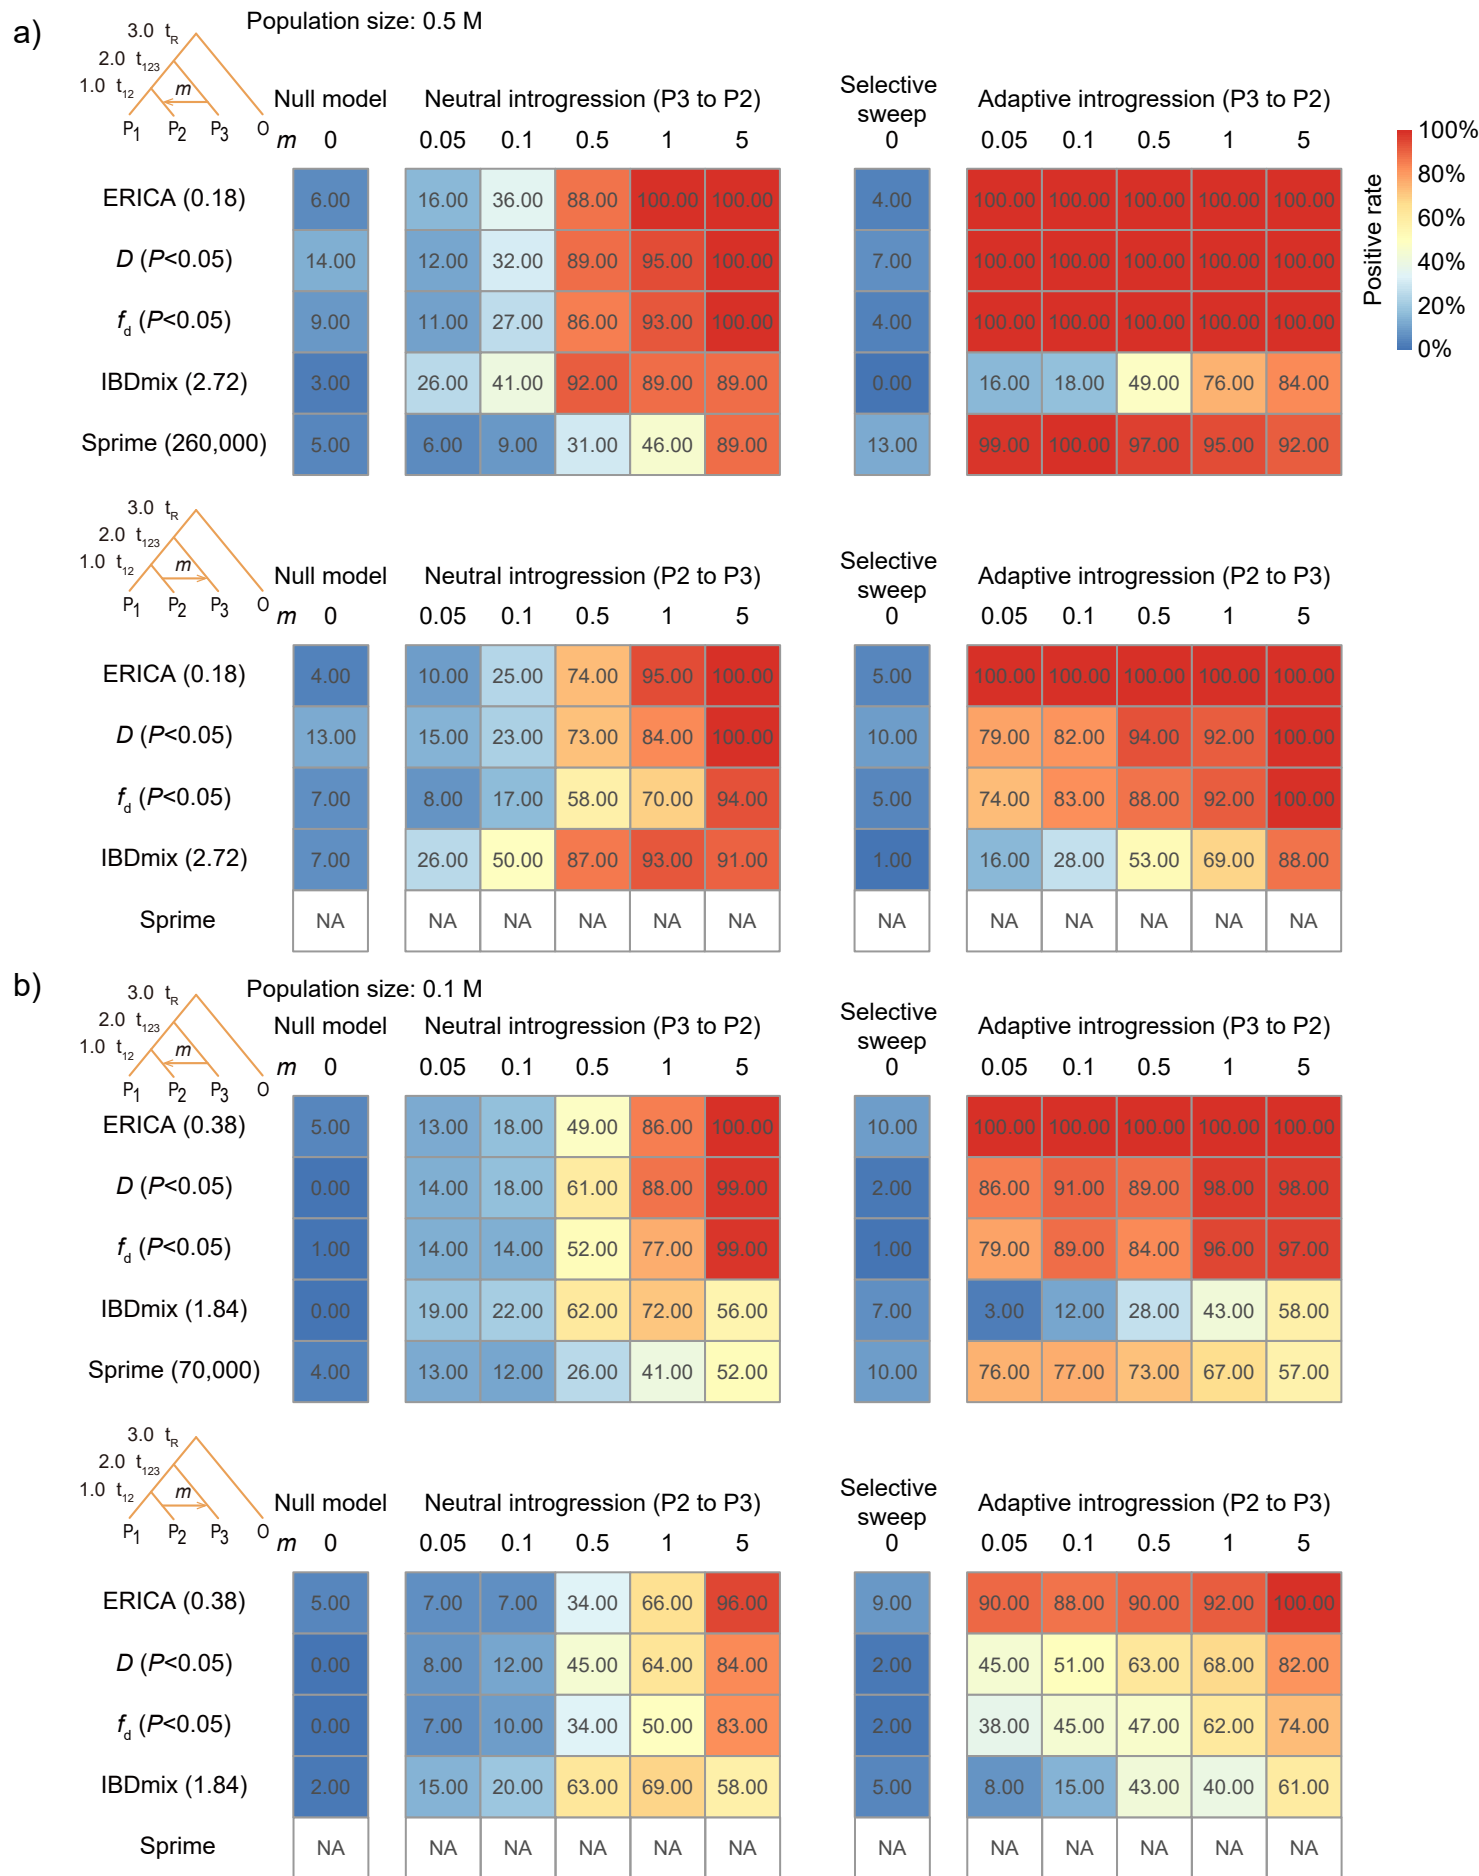 a)
Population size: 0.5 M
3.0 tR
2.0 t123
1.0 t12
m
P1 P2 P3 O
Null model Neutral introgression (P3 to P2) Selective sweep Adaptive introgression (P3 to P2)
m 0 0.05 0.1 0.5 1 5 0 0.05 0.1 0.5 1 5
ERICA (0.18) 6.00 16.00 36.00 88.00 100.00 100.00 4.00 100.00 100.00 100.00 100.00 100.00
D (P<0.05) 14.00 12.00 32.00 89.00 95.00 100.00 7.00 100.00 100.00 100.00 100.00 100.00
fd (P<0.05) 9.00 11.00 27.00 86.00 93.00 100.00 4.00 100.00 100.00 100.00 100.00 100.00
IBDmix (2.72) 3.00 26.00 41.00 92.00 89.00 89.00 0.00 16.00 18.00 49.00 76.00 84.00
Sprime (260,000) 5.00 6.00 9.00 31.00 46.00 89.00 13.00 99.00 100.00 97.00 95.00 92.00
Positive rate
100%
80%
60%
40%
20%
0%
3.0 tR
2.0 t123
1.0 t12
m
P1 P2 P3 O
Null model Neutral introgression (P2 to P3) Selective sweep Adaptive introgression (P2 to P3)
m 0 0.05 0.1 0.5 1 5 0 0.05 0.1 0.5 1 5
ERICA (0.18) 4.00 10.00 25.00 74.00 95.00 100.00 5.00 100.00 100.00 100.00 100.00 100.00
D (P<0.05) 13.00 15.00 23.00 73.00 84.00 100.00 10.00 79.00 82.00 94.00 92.00 100.00
fd (P<0.05) 7.00 8.00 17.00 58.00 70.00 94.00 5.00 74.00 83.00 88.00 92.00 100.00
IBDmix (2.72) 7.00 26.00 50.00 87.00 93.00 91.00 1.00 16.00 28.00 53.00 69.00 88.00
Sprime NA NA NA NA NA NA NA NA NA NA NA NA
b)
Population size: 0.1 M
3.0 tR
2.0 t123
1.0 t12
m
P1 P2 P3 O
Null model Neutral introgression (P3 to P2) Selective sweep Adaptive introgression (P3 to P2)
m 0 0.05 0.1 0.5 1 5 0 0.05 0.1 0.5 1 5
ERICA (0.38) 5.00 13.00 18.00 49.00 86.00 100.00 10.00 100.00 100.00 100.00 100.00 100.00
D (P<0.05) 0.00 14.00 18.00 61.00 88.00 99.00 2.00 86.00 91.00 89.00 98.00 98.00
fd (P<0.05) 1.00 14.00 14.00 52.00 77.00 99.00 1.00 79.00 89.00 84.00 96.00 97.00
IBDmix (1.84) 0.00 19.00 22.00 62.00 72.00 56.00 7.00 3.00 12.00 28.00 43.00 58.00
Sprime (70,000) 4.00 13.00 12.00 26.00 41.00 52.00 10.00 76.00 77.00 73.00 67.00 57.00
3.0 tR
2.0 t123
1.0 t12
m
P1 P2 P3 O
Null model Neutral introgression (P2 to P3) Selective sweep Adaptive introgression (P2 to P3)
m 0 0.05 0.1 0.5 1 5 0 0.05 0.1 0.5 1 5
ERICA (0.38) 5.00 7.00 7.00 34.00 66.00 96.00 9.00 90.00 88.00 90.00 92.00 100.00
D (P<0.05) 0.00 8.00 12.00 45.00 64.00 84.00 2.00 45.00 51.00 63.00 68.00 82.00
fd (P<0.05) 0.00 7.00 10.00 34.00 50.00 83.00 2.00 38.00 45.00 47.00 62.00 74.00
IBDmix (1.84) 2.00 15.00 20.00 63.00 69.00 58.00 5.00 8.00 15.00 43.00 40.00 61.00
Sprime NA NA NA NA NA NA NA NA NA NA NA NA